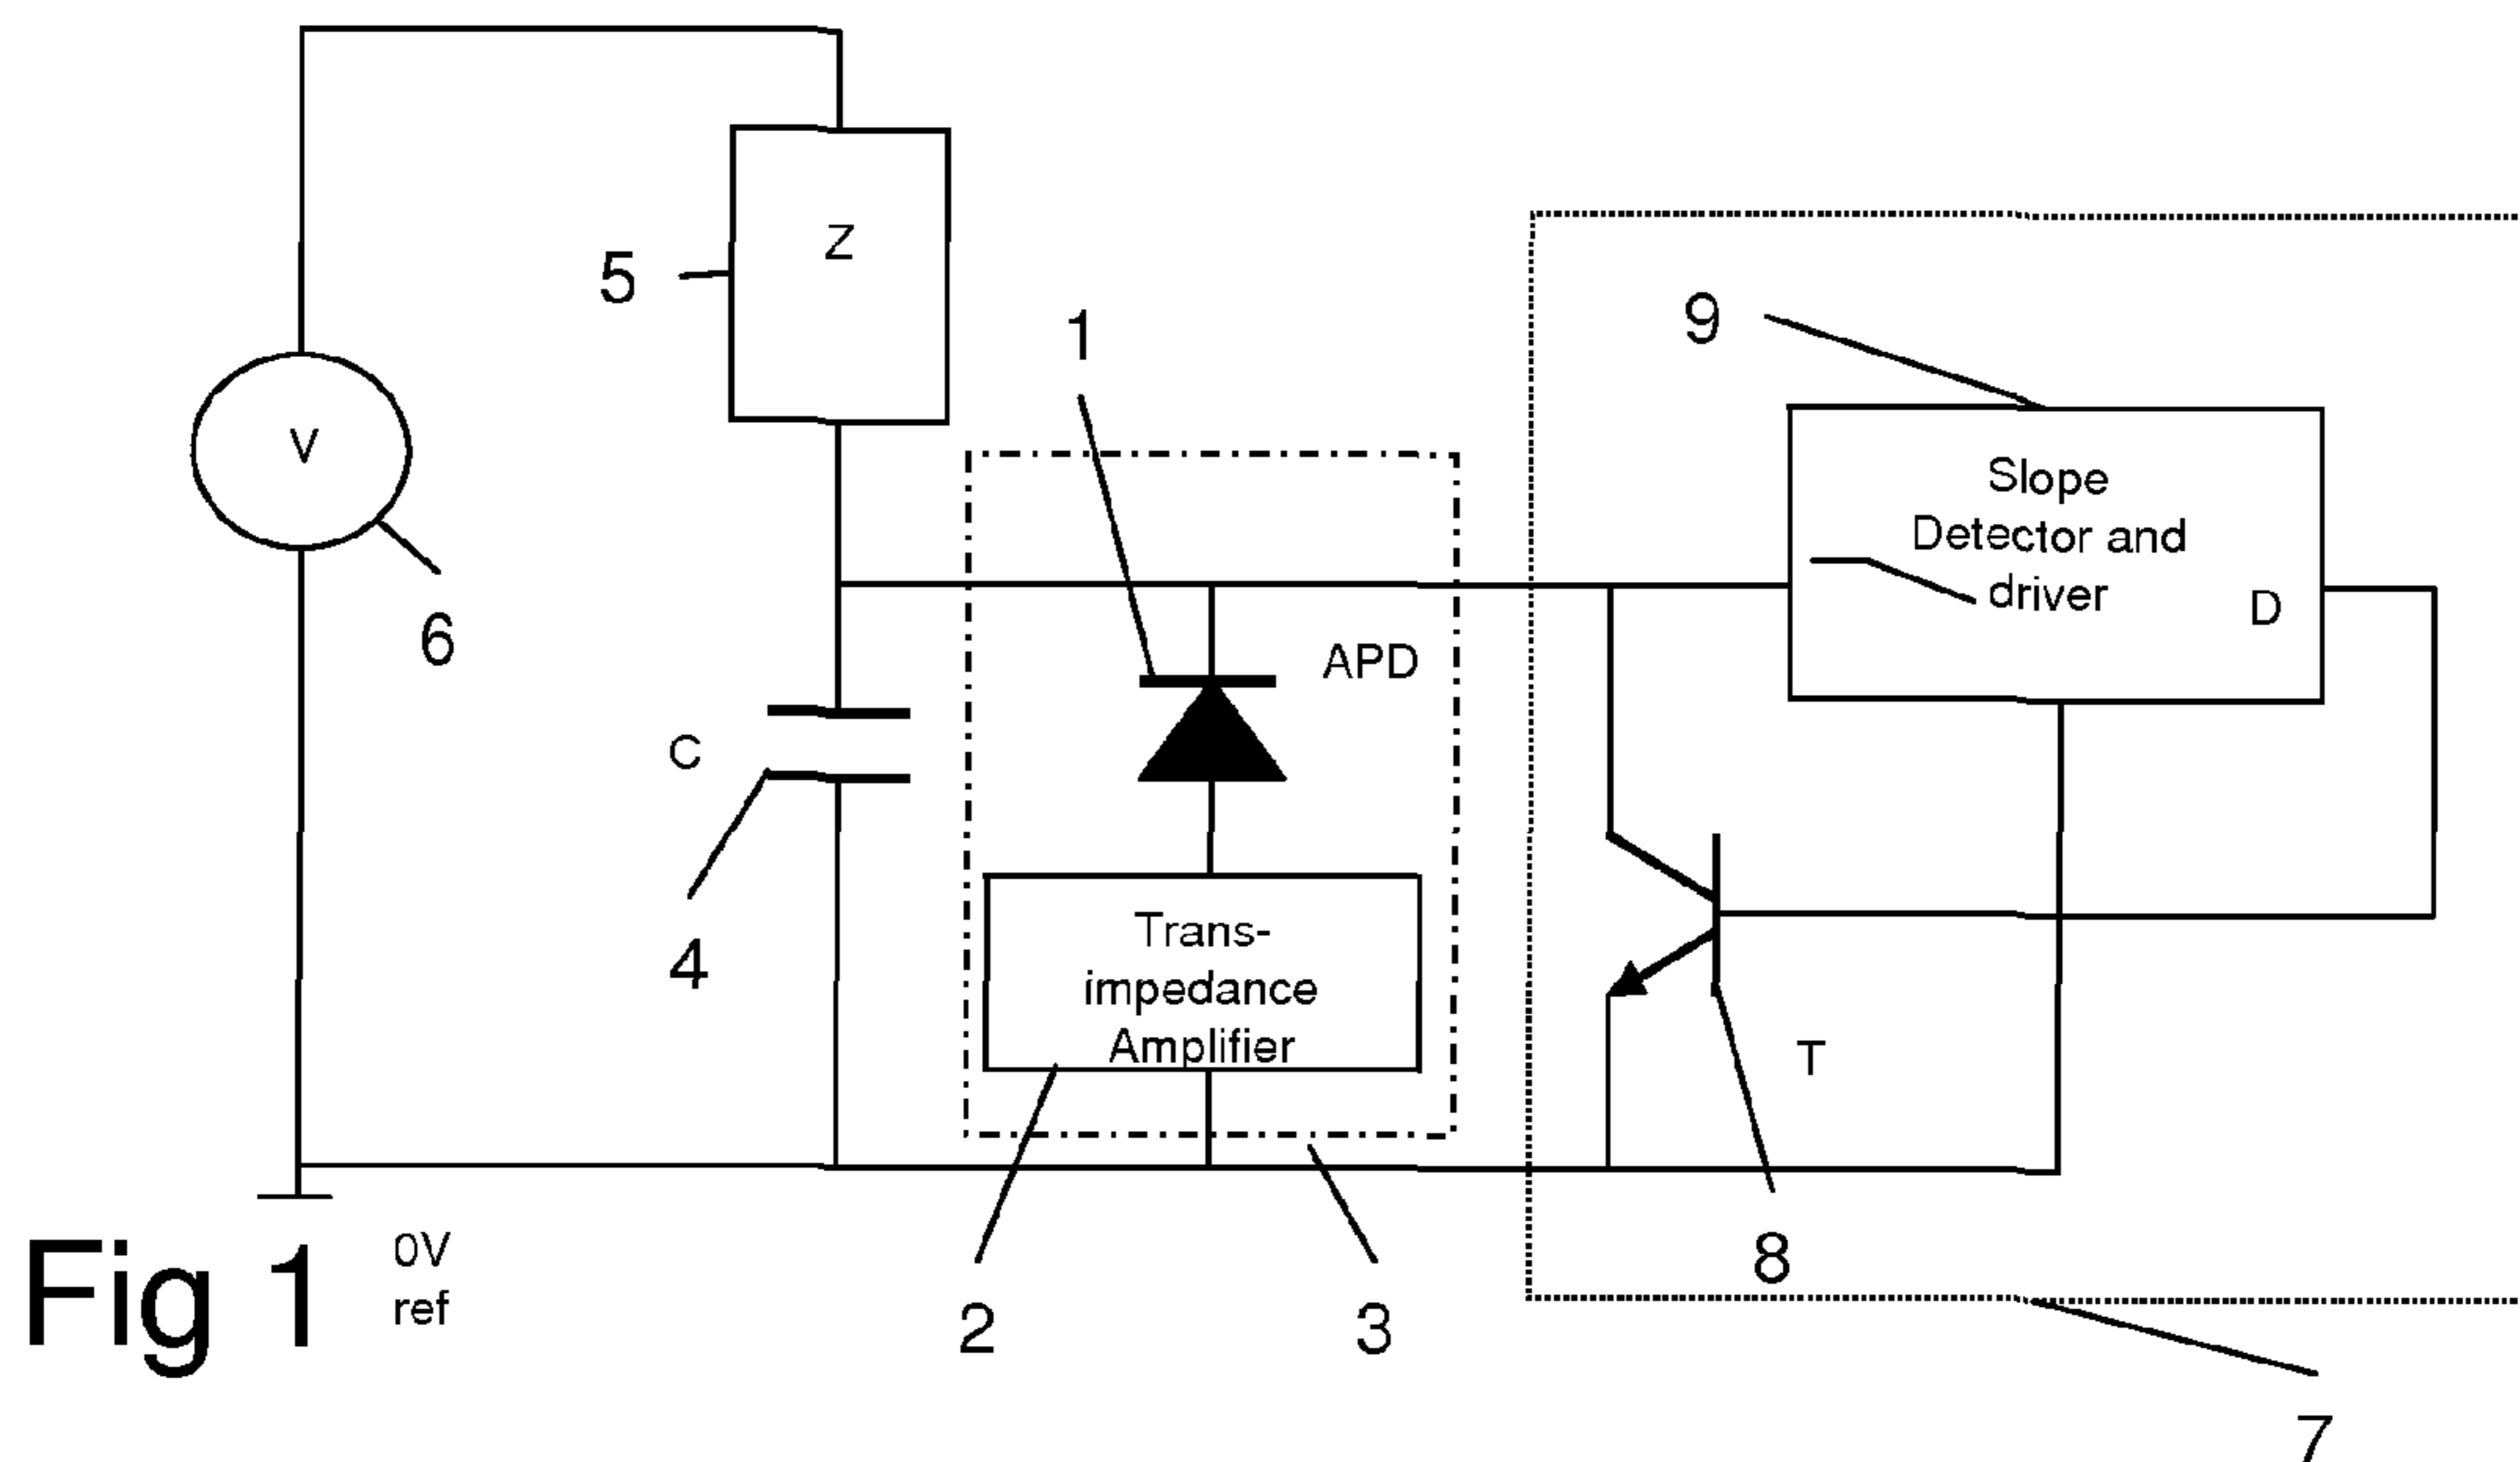 Z
5
1
9
V
Slope
Detector and
driver
D
6
APD
C
Trans-
impedance
Amplifier
4
T
0V
ref
8
2
3
Fig 1
7